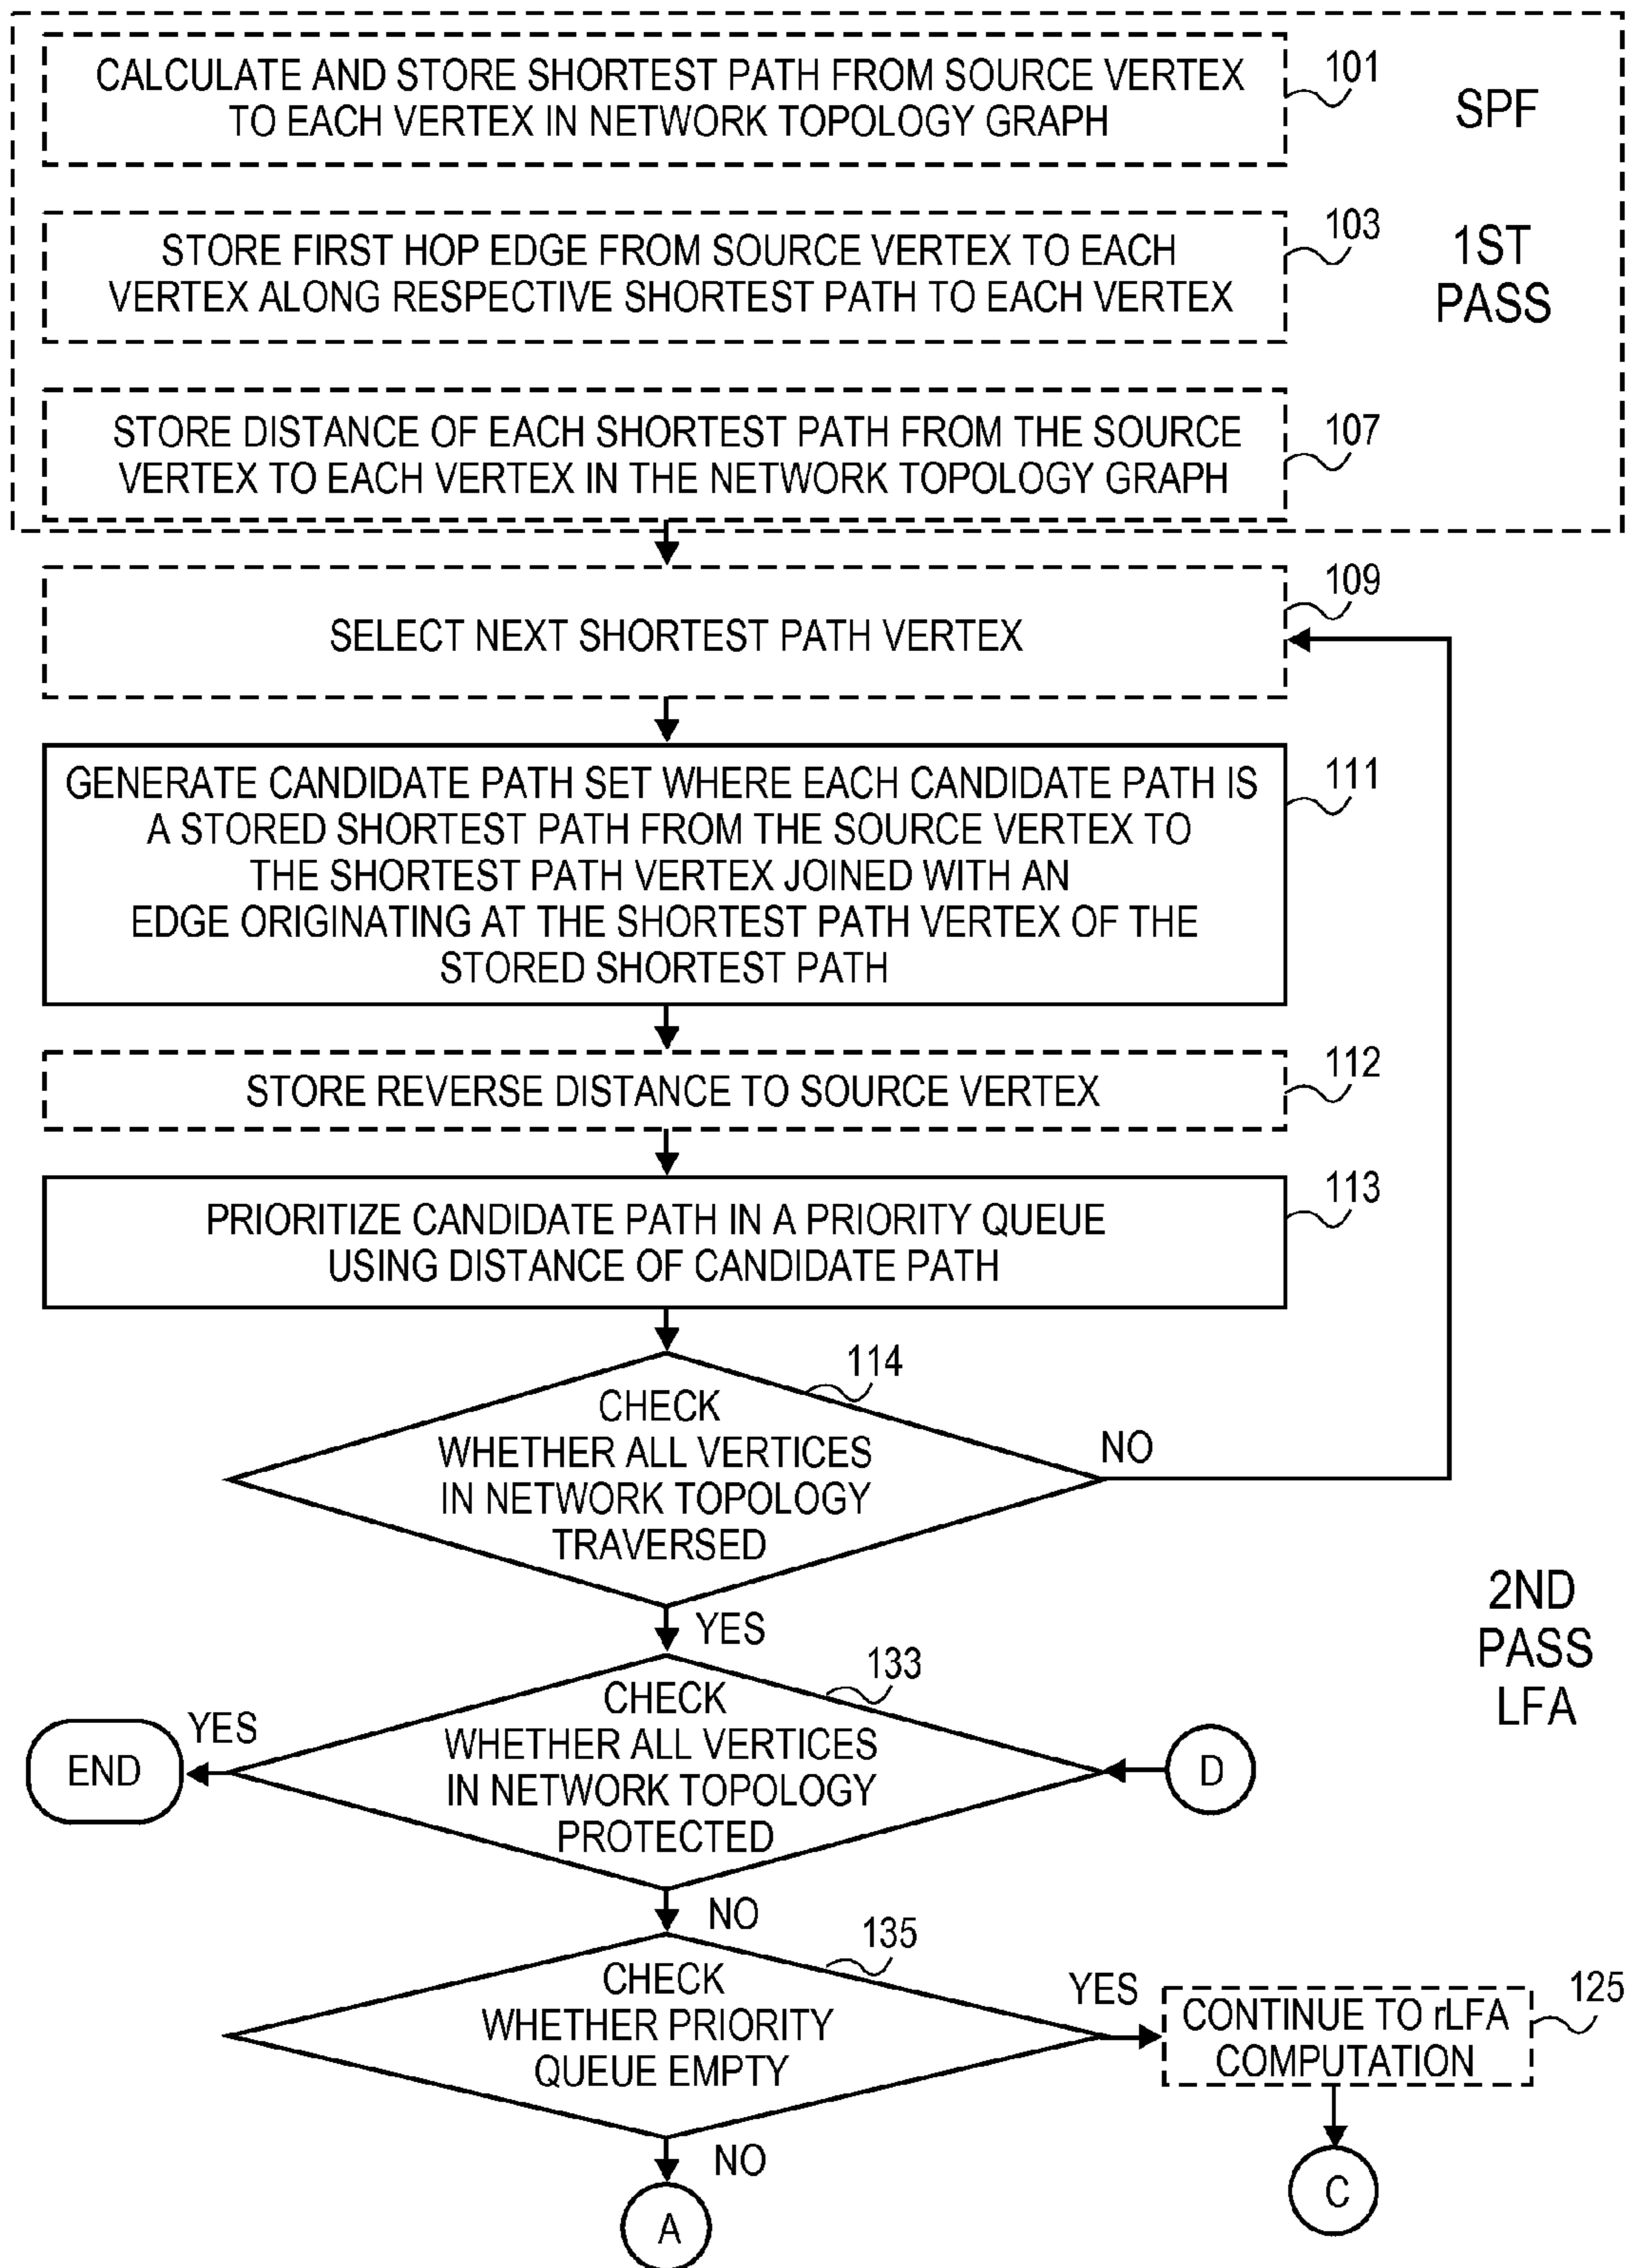 CALCULATE AND STORE SHORTEST PATH FROM SOURCE VERTEX
TO EACH VERTEX IN NETWORK TOPOLOGY GRAPH
101
SPF
STORE FIRST HOP EDGE FROM SOURCE VERTEX TO EACH
VERTEX ALONG RESPECTIVE SHORTEST PATH TO EACH VERTEX
103
1ST
PASS
STORE DISTANCE OF EACH SHORTEST PATH FROM THE SOURCE
VERTEX TO EACH VERTEX IN THE NETWORK TOPOLOGY GRAPH
107
SELECT NEXT SHORTEST PATH VERTEX
109
GENERATE CANDIDATE PATH SET WHERE EACH CANDIDATE PATH IS
A STORED SHORTEST PATH FROM THE SOURCE VERTEX TO
THE SHORTEST PATH VERTEX JOINED WITH AN
EDGE ORIGINATING AT THE SHORTEST PATH VERTEX OF THE
STORED SHORTEST PATH
111
STORE REVERSE DISTANCE TO SOURCE VERTEX
112
PRIORITIZE CANDIDATE PATH IN A PRIORITY QUEUE
USING DISTANCE OF CANDIDATE PATH
113
114
CHECK
WHETHER ALL VERTICES
IN NETWORK TOPOLOGY
TRAVERSED
NO
YES
2ND
PASS
LFA
133
CHECK
WHETHER ALL VERTICES
IN NETWORK TOPOLOGY
PROTECTED
YES
END
D
NO
135
CHECK
WHETHER PRIORITY
QUEUE EMPTY
YES
CONTINUE TO rLFA
COMPUTATION
125
NO
A
C